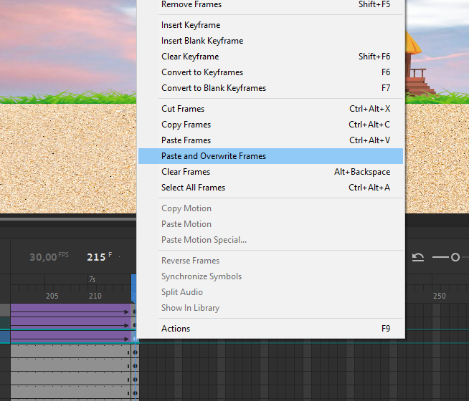 Remove Frames Shift+F5
Insert Keyframe
Insert Blank Keyframe
Clear Keyframe Shift+F6
Convert to Keyframes F6
Convert to Blank Keyframes F7
Cut Frames Ctrl+Alt+X
Copy Frames Ctrl+Alt+C
Paste Frames Ctrl+Alt+V
Paste and Overwrite Frames
Clear Frames Alt+Backspace
Select All Frames Ctrl+Alt+A
Copy Motion
Paste Motion
Paste Motion Special...
Reverse Frames
30,00 FPS 215 F
Synchronize Symbols
7s
Split Audio
205 210 250
Show In Library
Actions F9